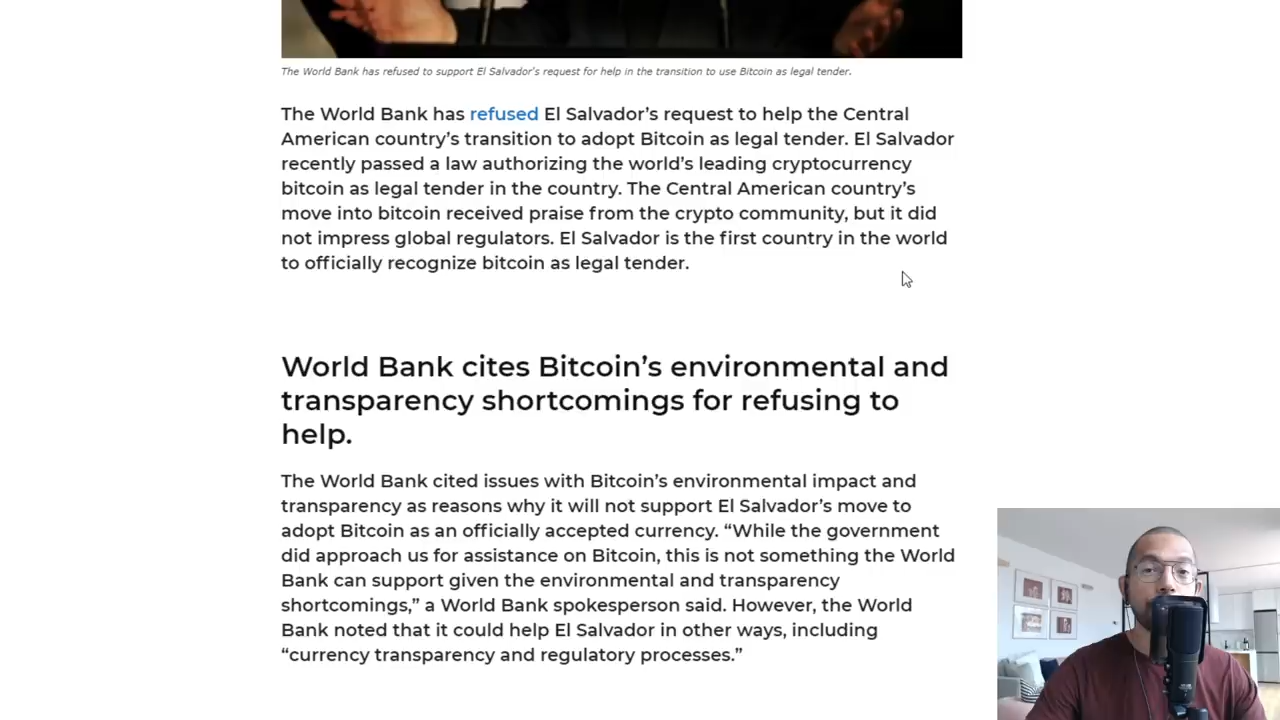 The World Bank has refused to support El Salvador's request for help in the transition to use Bitcoin as legal tender.
The World Bank has refused El Salvador’s request to help the Central
American country’s transition to adopt Bitcoin as legal tender. El Salvador
recently passed a law authorizing the world’s leading cryptocurrency
bitcoin as legal tender in the country. The Central American country’s
move into bitcoin received praise from the crypto community, but it did
not impress global regulators. El Salvador is the first country in the world
to officially recognize bitcoin as legal tender.
World Bank cites Bitcoin’s environmental and
transparency shortcomings for refusing to
help.
The World Bank cited issues with Bitcoin’s environmental impact and
transparency as reasons why it will not support El Salvador’s move to
adopt Bitcoin as an officially accepted currency. “While the government
did approach us for assistance on Bitcoin, this is not something the World
Bank can support given the environmental and transparency
shortcomings,” a World Bank spokesperson said. However, the World
Bank noted that it could help El Salvador in other ways, including
“currency transparency and regulatory processes.”